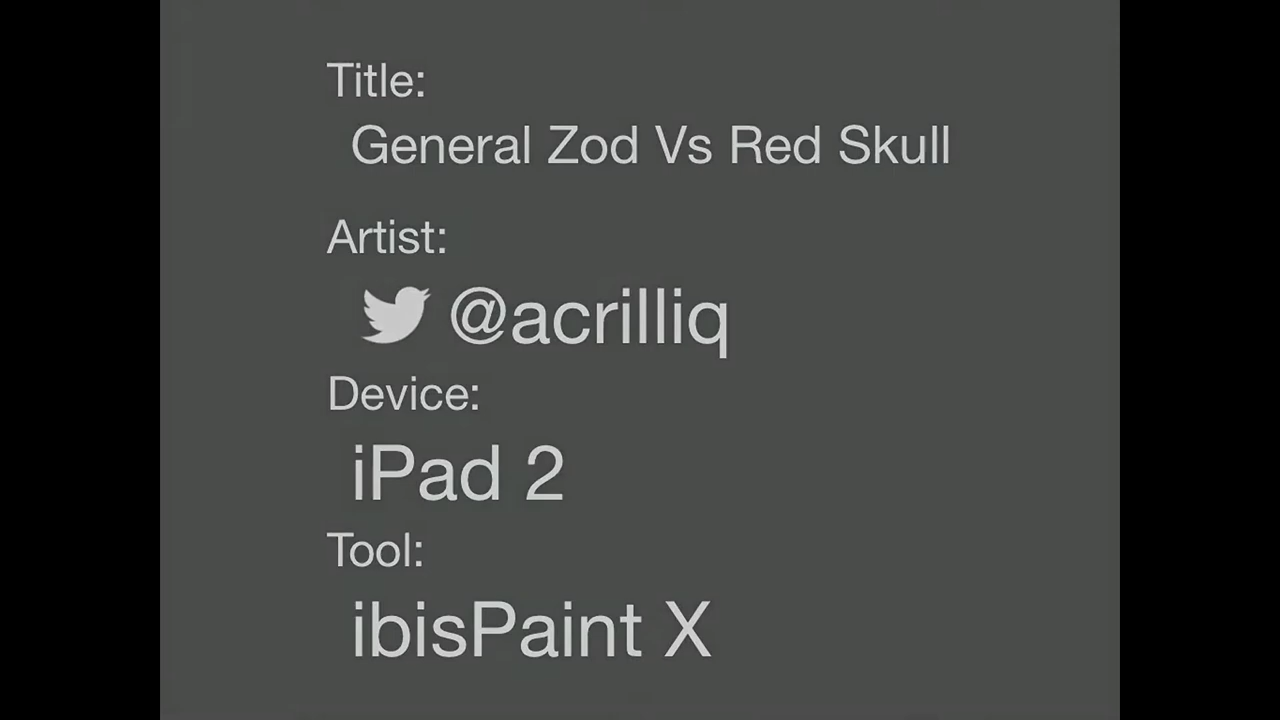 Title:
General Zod Vs Red Skull
Artist:
@acrilliq
Device:
iPad 2
Tool:
ibisPaint X